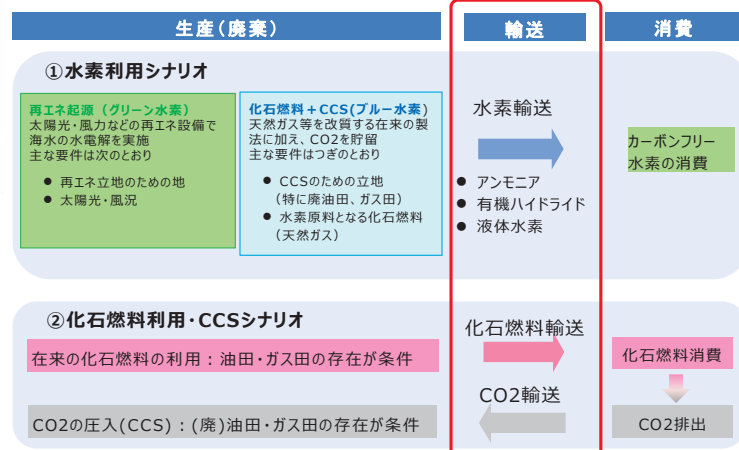 生産(廃棄)
輸送
消費
①水素利用シナリオ
再エネ起源（グリーン水素）
太陽光・風力などの再エネ設備で
海水の水電解を実施
主な要件は次のとおり
● 再エネ立地のための地
● 太陽光・風況
化石燃料＋CCS(ブルー水素)
天然ガス等を改質する在来の製
法に加え、CO2を貯留
主な要件はつぎのとおり
● CCSのための立地
（特に廃油田、ガス田）
● 水素原料となる化石燃料
（天然ガス）
水素輸送
● アンモニア
● 有機ハイドライド
● 液体水素
カーボンフリー
水素の消費
②化石燃料利用・CCSシナリオ
在来の化石燃料の利用：油田・ガス田の存在が条件
化石燃料輸送
化石燃料消費
CO2の圧入(CCS)：(廃)油田・ガス田の存在が条件
CO2輸送
CO2排出